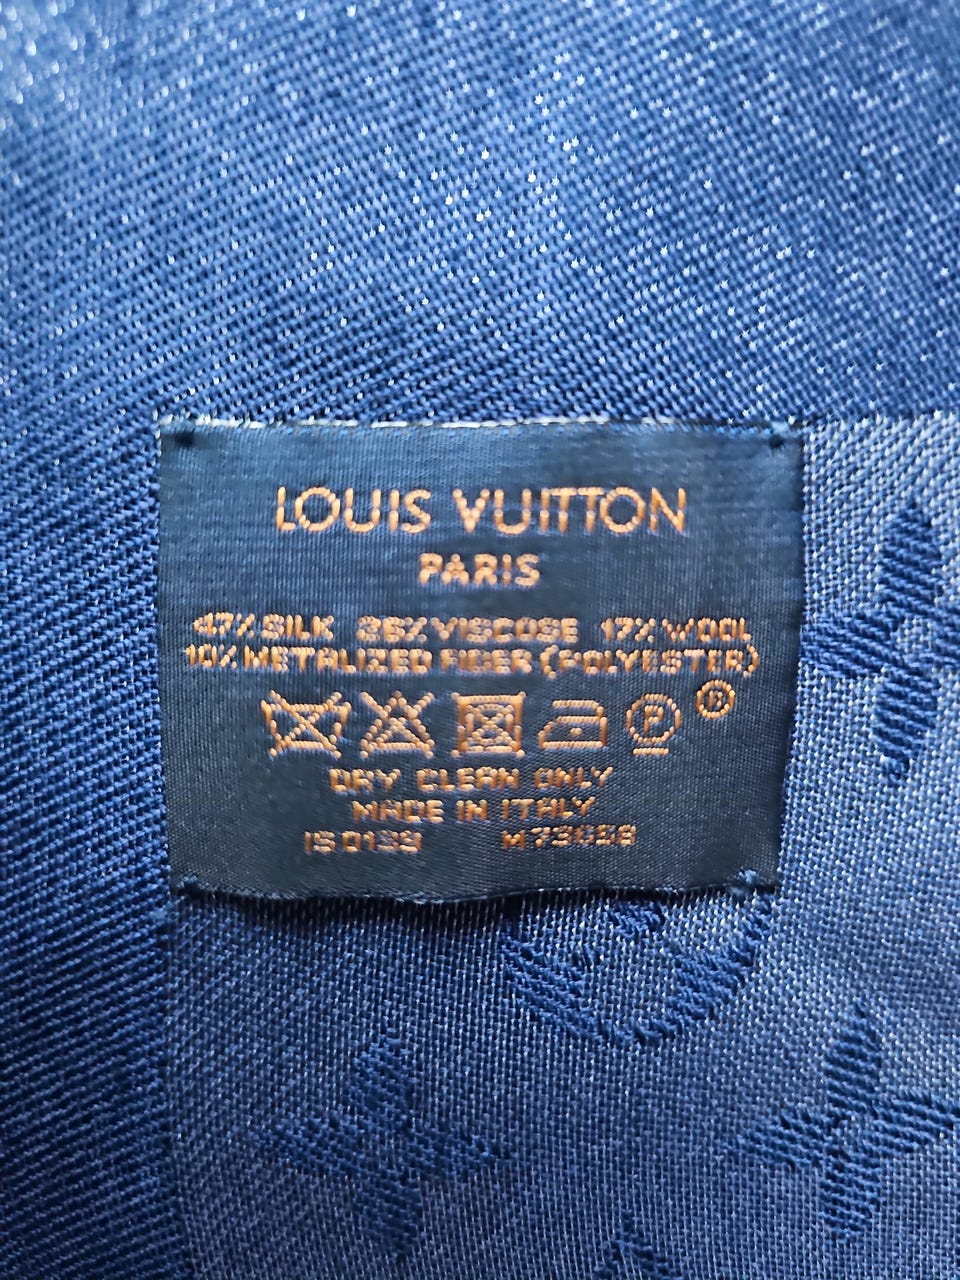 LOUIS VUITTON
PARIS
47% SILK 26% VISCOSE 17% WOOL
10% METALIZED FIBER (POLYESTER)
P ®
DRY CLEAN ONLY
MADE IN ITALY
IS0139